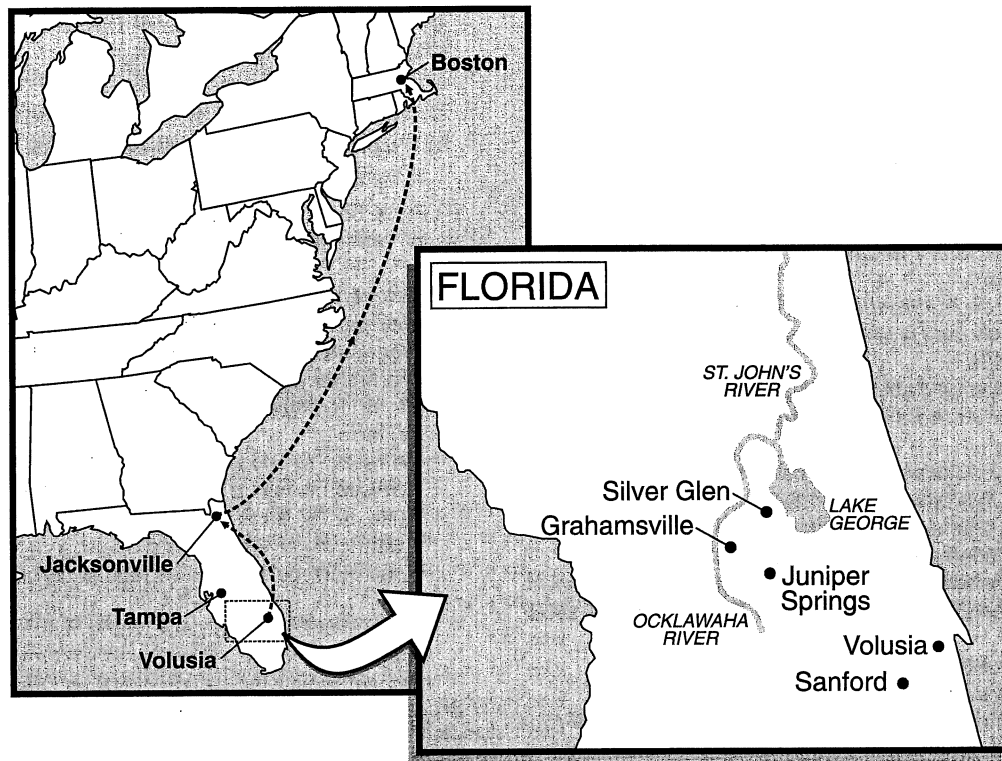 Boston
Jacksonville
Tampa
Volusia
FLORIDA
ST. JOHN'S
RIVER
Silver Glen
LAKE
GEORGE
Grahamsville
Juniper
Springs
OCKLAWAHA
RIVER
Volusia
Sanford